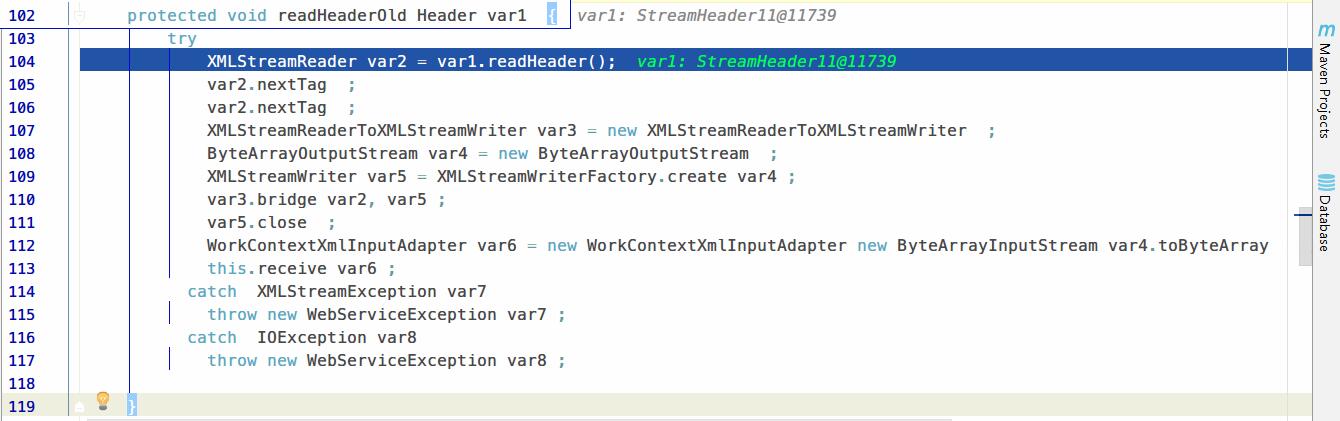 102 protected void readHeaderOld Header var1 { var1: StreamHeader11@11739
103 try
104 XMLStreamReader var2 = var1.readHeader(); var1: StreamHeader11@11739
105 var2.nextTag ;
106 var2.nextTag ;
107 XMLStreamReaderToXMLStreamWriter var3 = new XMLStreamReaderToXMLStreamWriter ;
108 ByteArrayOutputStream var4 = new ByteArrayOutputStream ;
109 XMLStreamWriter var5 = XMLStreamWriterFactory.create var4 ;
110 var3.bridge var2, var5 ;
111 var5.close ;
112 WorkContextXmlInputAdapter var6 = new WorkContextXmlInputAdapter new ByteArrayInputStream var4.toByteArray
113 this.receive var6 ;
114 catch XMLStreamException var7
115 throw new WebServiceException var7 ;
116 catch IOException var8
117 throw new WebServiceException var8 ;
118
119 }
m Maven Projects
Database